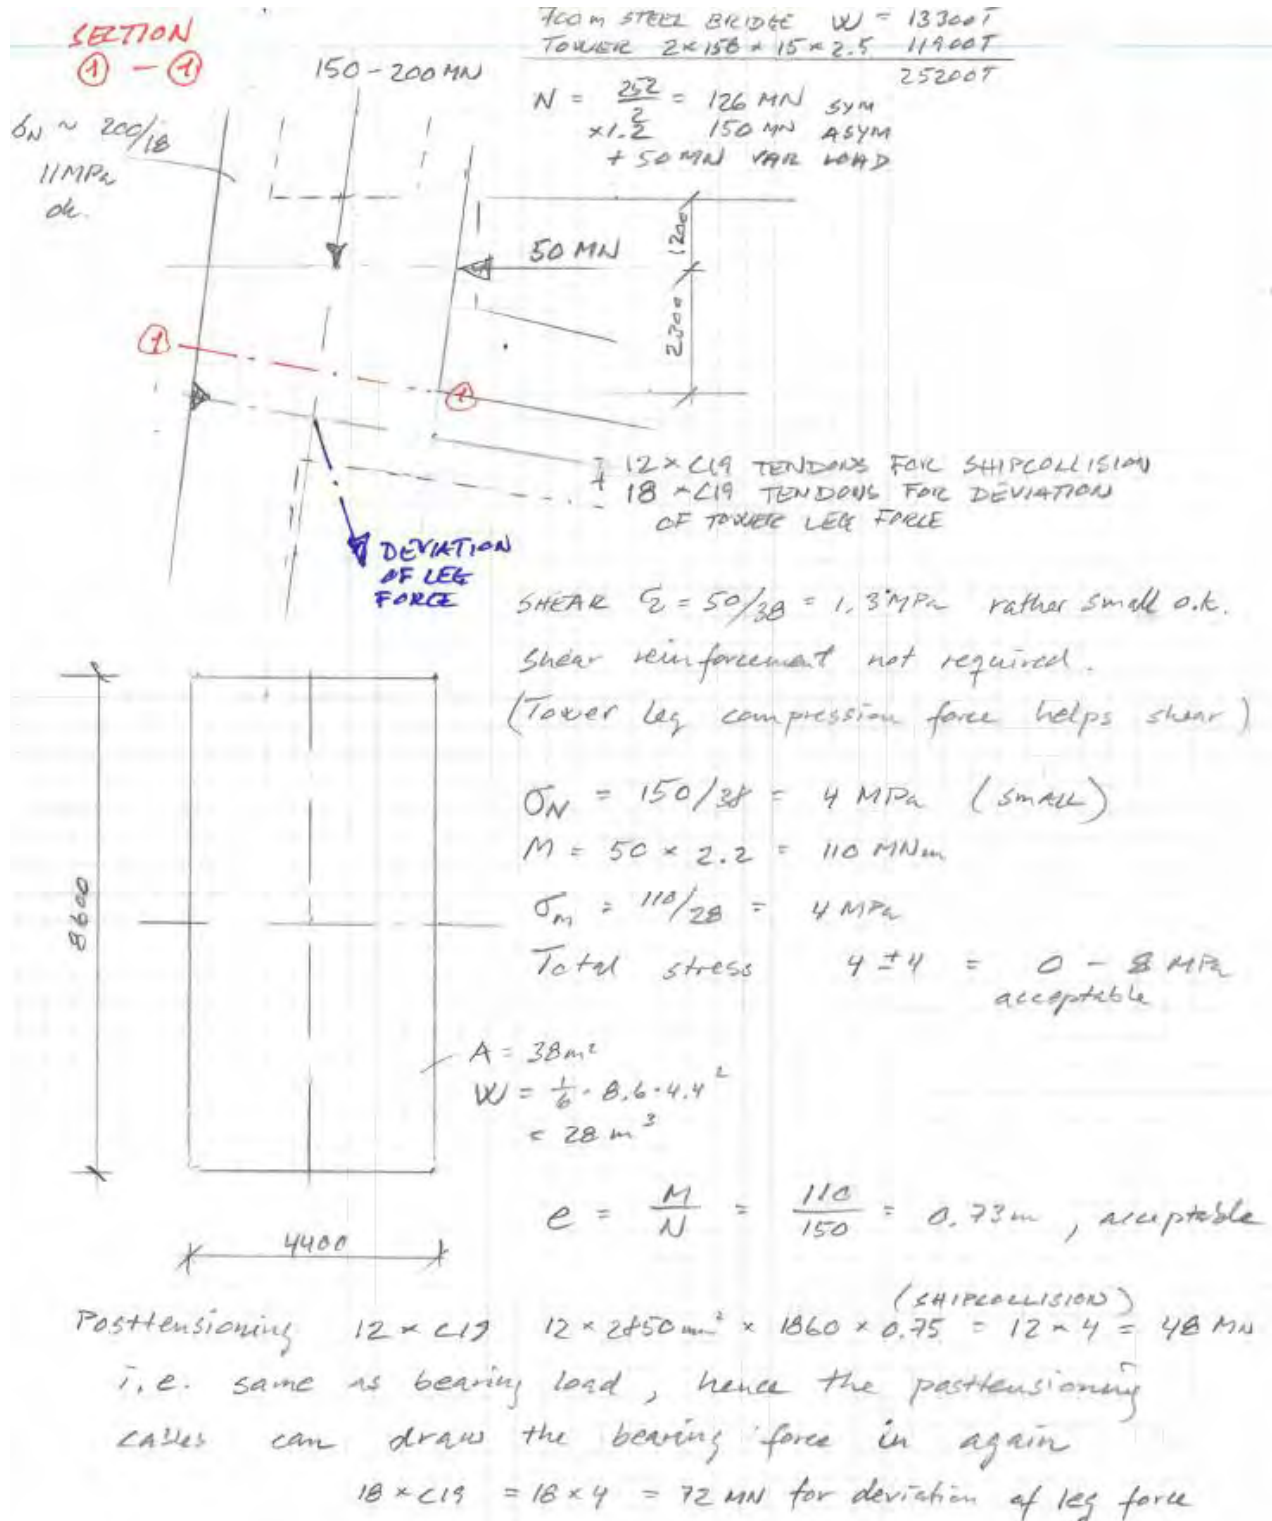 SECTION
① - ①
700m STEEL BRIDGE W = 13300T
TOWER 2×158×15×2.5 11900T
25200T
150-200 MN
N = 252/2 = 126 MN SYM
×1.2 150 MN ASYM
+ 50 MN VAR LOAD
σN ~ 200/18
11MPa
ok.
50 MN
1200
2300
①
①
12×C19 TENDONS FOR SHIPCOLLISION
+ 18×C19 TENDONS FOR DEVIATION
OF TOWER LEG FORCE
DEVIATION
OF LEG
FORCE
SHEAR = 50/38 = 1.3 MPa rather small o.k.
Shear reinforcement not required.
(Tower leg compression force helps shear)
σN = 150/38 = 4 MPa (small)
M = 50 × 2.2 = 110 MNm
σm = 110/28 = 4 MPa
Total stress 4 ± 4 = 0 - 8 MPa
acceptable
8600
A = 38m²
W = 1/6 · 8.6 · 4.4²
= 28 m³
e = M/N = 110/150 = 0.73m, acceptable
4400
(SHIPCOLLISION)
Posttensioning 12×C19 12×2850mm² × 1860 × 0.75 = 12×4 = 48 MN
i.e. same as bearing load, hence the posttensioning
cables can draw the bearing force in again
18×C19 = 18×4 = 72 MN for deviation of leg force